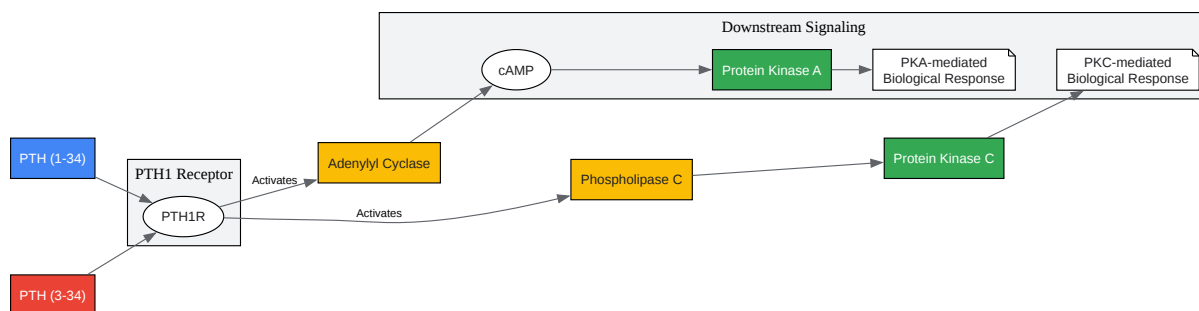 Downstream Signaling
cAMP
Protein Kinase A
PKA-mediated
Biological Response
PKC-mediated
Biological Response
PTH (1-34)
Adenylyl Cyclase
Protein Kinase C
PTH1 Receptor
Activates
Phospholipase C
PTH1R
Activates
PTH (3-34)